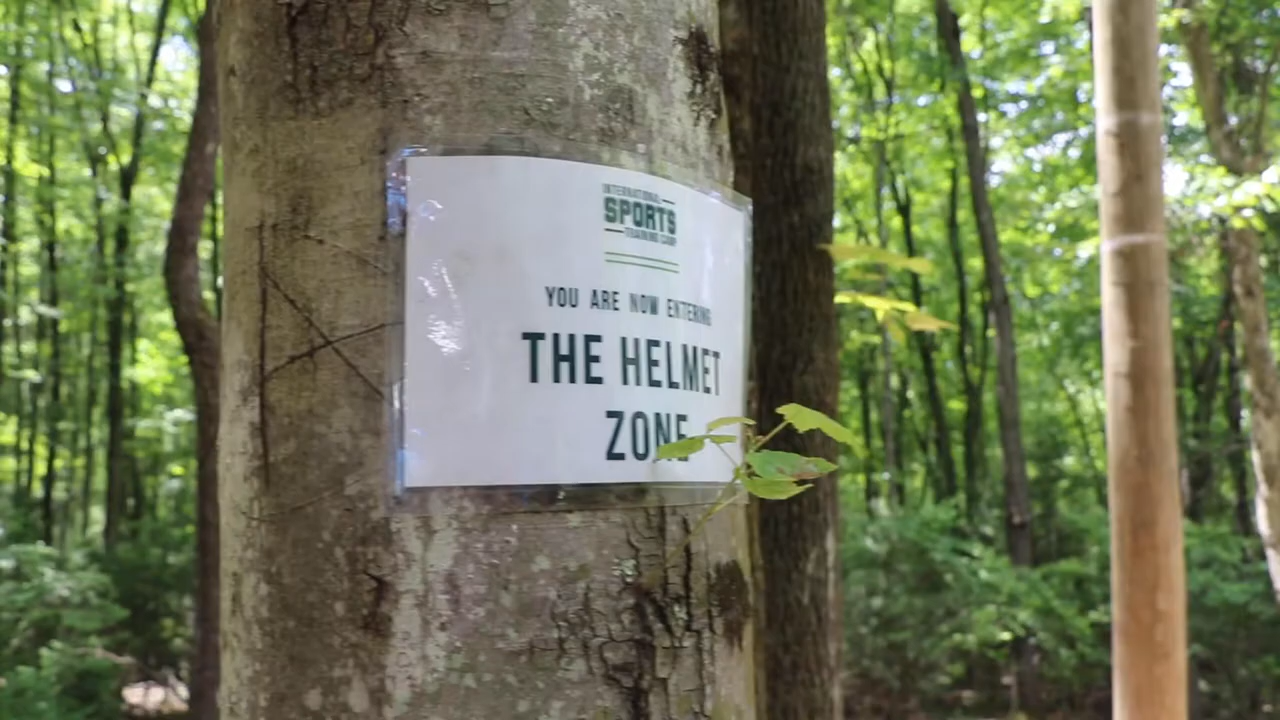 INTERNATIONAL
SPORTS
TRAINING CAMP
YOU ARE NOW ENTERING
THE HELMET
ZONE